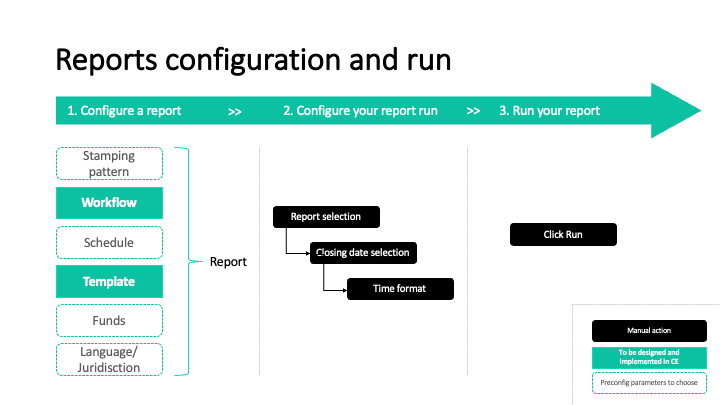 Reports configuration and run
1. Configure a report
>>
2. Configure your report run
>>
3. Run your report
Stamping
pattern
Workflow
Schedule
Template
Funds
Language/
Juridisction
Report
Report selection
Closing date selection
Time format
Click Run
Manual action
To be designed and
implemented in CE
Preconfig parameters to choose